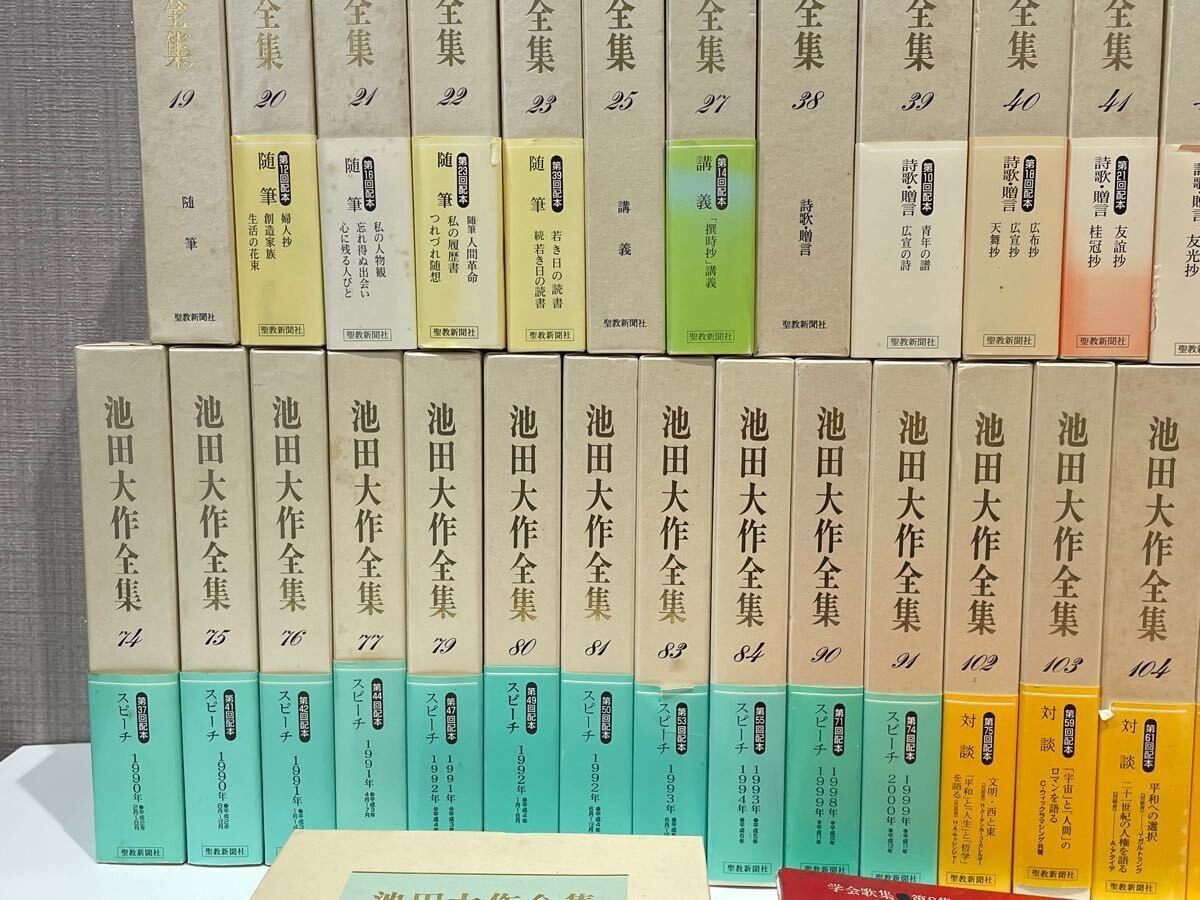 全集
19
随筆
聖教新聞社
全集
20
第12回配本
随筆
婦人抄
創造家族
生活の花束
聖教新聞社
全集
21
第16回配本
随筆
私の人物観
忘れ得ぬ出会い
心に残る人びと
聖教新聞社
全集
22
第23回配本
随筆
随筆 人間革命
私の履歴書
つれづれ随想
聖教新聞社
全集
23
第39回配本
随筆
若き日の読書
続 若き日の読書
聖教新聞社
全集
25
講義
聖教新聞社
全集
27
第14回配本
講義
「撰時抄」講義
聖教新聞社
全集
38
詩歌・贈言
聖教新聞社
全集
39
第10回配本
詩歌・贈言
青年の譜
広宣の詩
聖教新聞社
全集
40
第18回配本
詩歌・贈言
広布抄
広宣抄
天舞抄
聖教新聞社
全集
41
第21回配本
詩歌・贈言
友誼抄
桂冠抄
聖教新聞社
友光抄
聖教新聞社
池田大作全集
74
第37回配本
スピーチ
1990年
聖教新聞社
池田大作全集
75
第41回配本
スピーチ
1990年
聖教新聞社
池田大作全集
76
第42回配本
スピーチ
1991年
池田大作全集
77
第44回配本
スピーチ
1991年
池田大作全集
79
第47回配本
スピーチ
1991年
1992年
池田大作全集
80
第49回配本
スピーチ
1992年
池田大作全集
81
第50回配本
スピーチ
1992年
池田大作全集
83
第53回配本
スピーチ
1993年
池田大作全集
84
第55回配本
スピーチ
1993年
1994年
聖教新聞社
池田大作全集
90
第71回配本
スピーチ
1998年
1999年
聖教新聞社
池田大作全集
91
第74回配本
スピーチ
1999年
2000年
聖教新聞社
池田大作全集
102
第75回配本
対談
文明・西と東
「平和」と「人生」と「哲学」を語る
聖教新聞社
池田大作全集
103
第59回配本
対談
「宇宙」と「人間」の
ロマンを語る
C・ウィックラマシンゲ共著
聖教新聞社
池田大作全集
104
第61回配本
対談
平和への選択
J・ガルトゥング
二十一世紀の人権を語る
A・アタイデ
聖教新聞社
池田大作全集
学会歌集